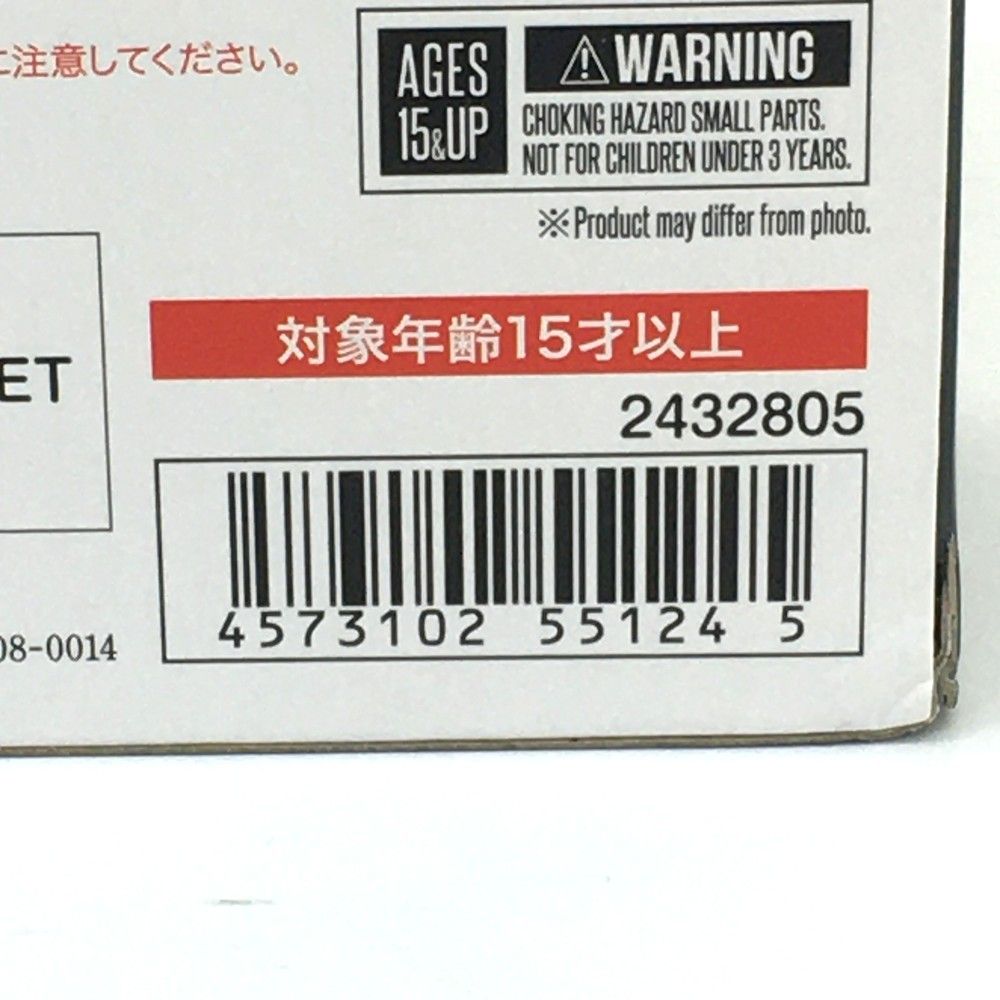 に注意してください。
AGES
15&UP
⚠WARNING
CHOKING HAZARD SMALL PARTS.
NOT FOR CHILDREN UNDER 3 YEARS.
※Product may differ from photo.
対象年齢15才以上
ET
2432805
4573102 55124 5
08-0014